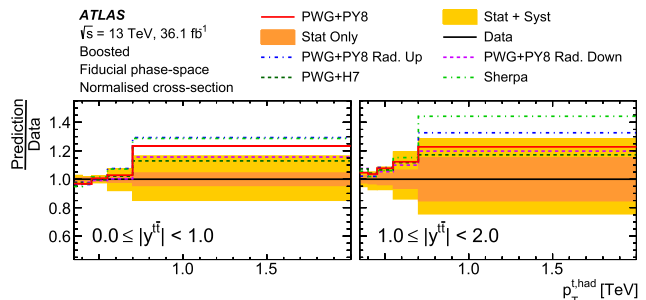 ATLAS
√s = 13 TeV, 36.1 fb⁻¹
Boosted
Fiducial phase-space
Normalised cross-section
PWG+PY8
Stat Only
PWG+PY8 Rad. Up
PWG+H7
Stat + Syst
Data
PWG+PY8 Rad. Down
Sherpa
Prediction
Data
1.4
1.2
1.0
0.8
0.6
0.0 ≤ |y^{tt̄}| < 1.0
1.0 ≤ |y^{tt̄}| < 2.0
1.0 1.5 1.0 1.5
p_T^{t,had} [TeV]